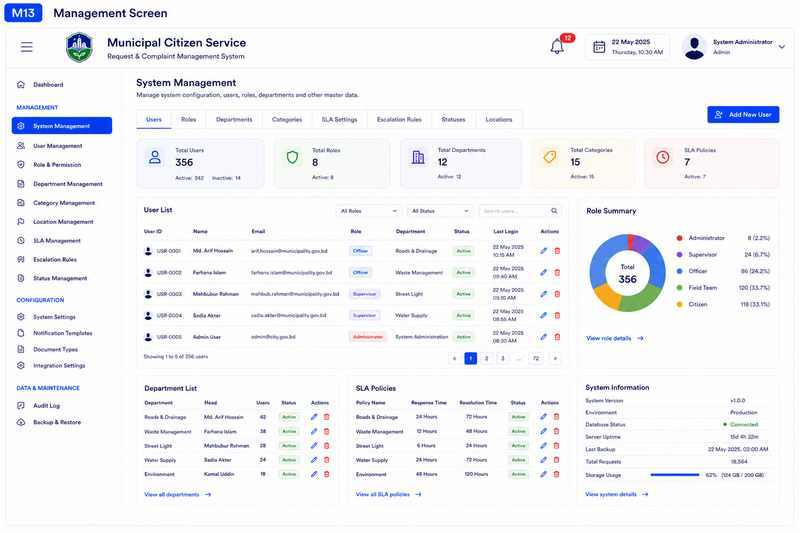 M13 Management Screen
Municipal Citizen Service
Request & Complaint Management System
12
22 May 2025
Thursday, 10:30 AM
System Administrator
Admin
Dashboard
MANAGEMENT
System Management
User Management
Role & Permission
Department Management
Category Management
Location Management
SLA Management
Escalation Rules
Status Management
CONFIGURATION
System Settings
Notification Templates
Document Types
Integration Settings
DATA & MAINTENANCE
Audit Log
Backup & Restore
System Management
Manage system configuration, users, roles, departments and other master data.
Users Roles Departments Categories SLA Settings Escalation Rules Statuses Locations
Add New User
Total Users
356
Active: 342 Inactive: 14
Total Roles
8
Active: 8
Total Departments
12
Active: 12
Total Categories
15
Active: 15
SLA Policies
7
Active: 7
User List
All Roles All Status Search users...
User ID Name Email Role Department Status Last Login Actions
USR-0001 Md. Arif Hossain arif.hossain@municipality.gov.bd Officer Roads & Drainage Active 22 May 2025 10:15 AM
USR-0002 Farhana Islam farhana.islam@municipality.gov.bd Officer Waste Management Active 22 May 2025 09:40 AM
USR-0003 Mahbubur Rahman mahbub.rahman@municipality.gov.bd Supervisor Street Light Active 22 May 2025 09:10 AM
USR-0004 Sadia Akter sadia.akter@municipality.gov.bd Supervisor Water Supply Active 22 May 2025 08:55 AM
USR-0005 Admin User admin@city.gov.bd Administrator System Administration Active 22 May 2025 08:30 AM
Showing 1 to 5 of 356 users
« 1 2 3 ... 72 »
Role Summary
Total
356
Administrator 8 (2.2%)
Supervisor 24 (6.7%)
Officer 86 (24.2%)
Field Team 120 (33.7%)
Citizen 118 (33.1%)
View role details →
Department List
Department Head Users Status Actions
Roads & Drainage Md. Arif Hossain 42 Active
Waste Management Farhana Islam 38 Active
Street Light Mahbubur Rahman 28 Active
Water Supply Sadia Akter 24 Active
Environment Kamal Uddin 18 Active
View all departments →
SLA Policies
Policy Name Response Time Resolution Time Status Actions
Roads & Drainage 24 Hours 72 Hours Active
Waste Management 12 Hours 48 Hours Active
Street Light 6 Hours 24 Hours Active
Water Supply 24 Hours 72 Hours Active
Environment 48 Hours 120 Hours Active
View all SLA policies →
System Information
System Version v1.0.0
Environment Production
Database Status Connected
Server Uptime 15d 4h 22m
Last Backup 22 May 2025, 02:00 AM
Total Requests 18,564
Storage Usage 62% (124 GB / 200 GB)
View system details →